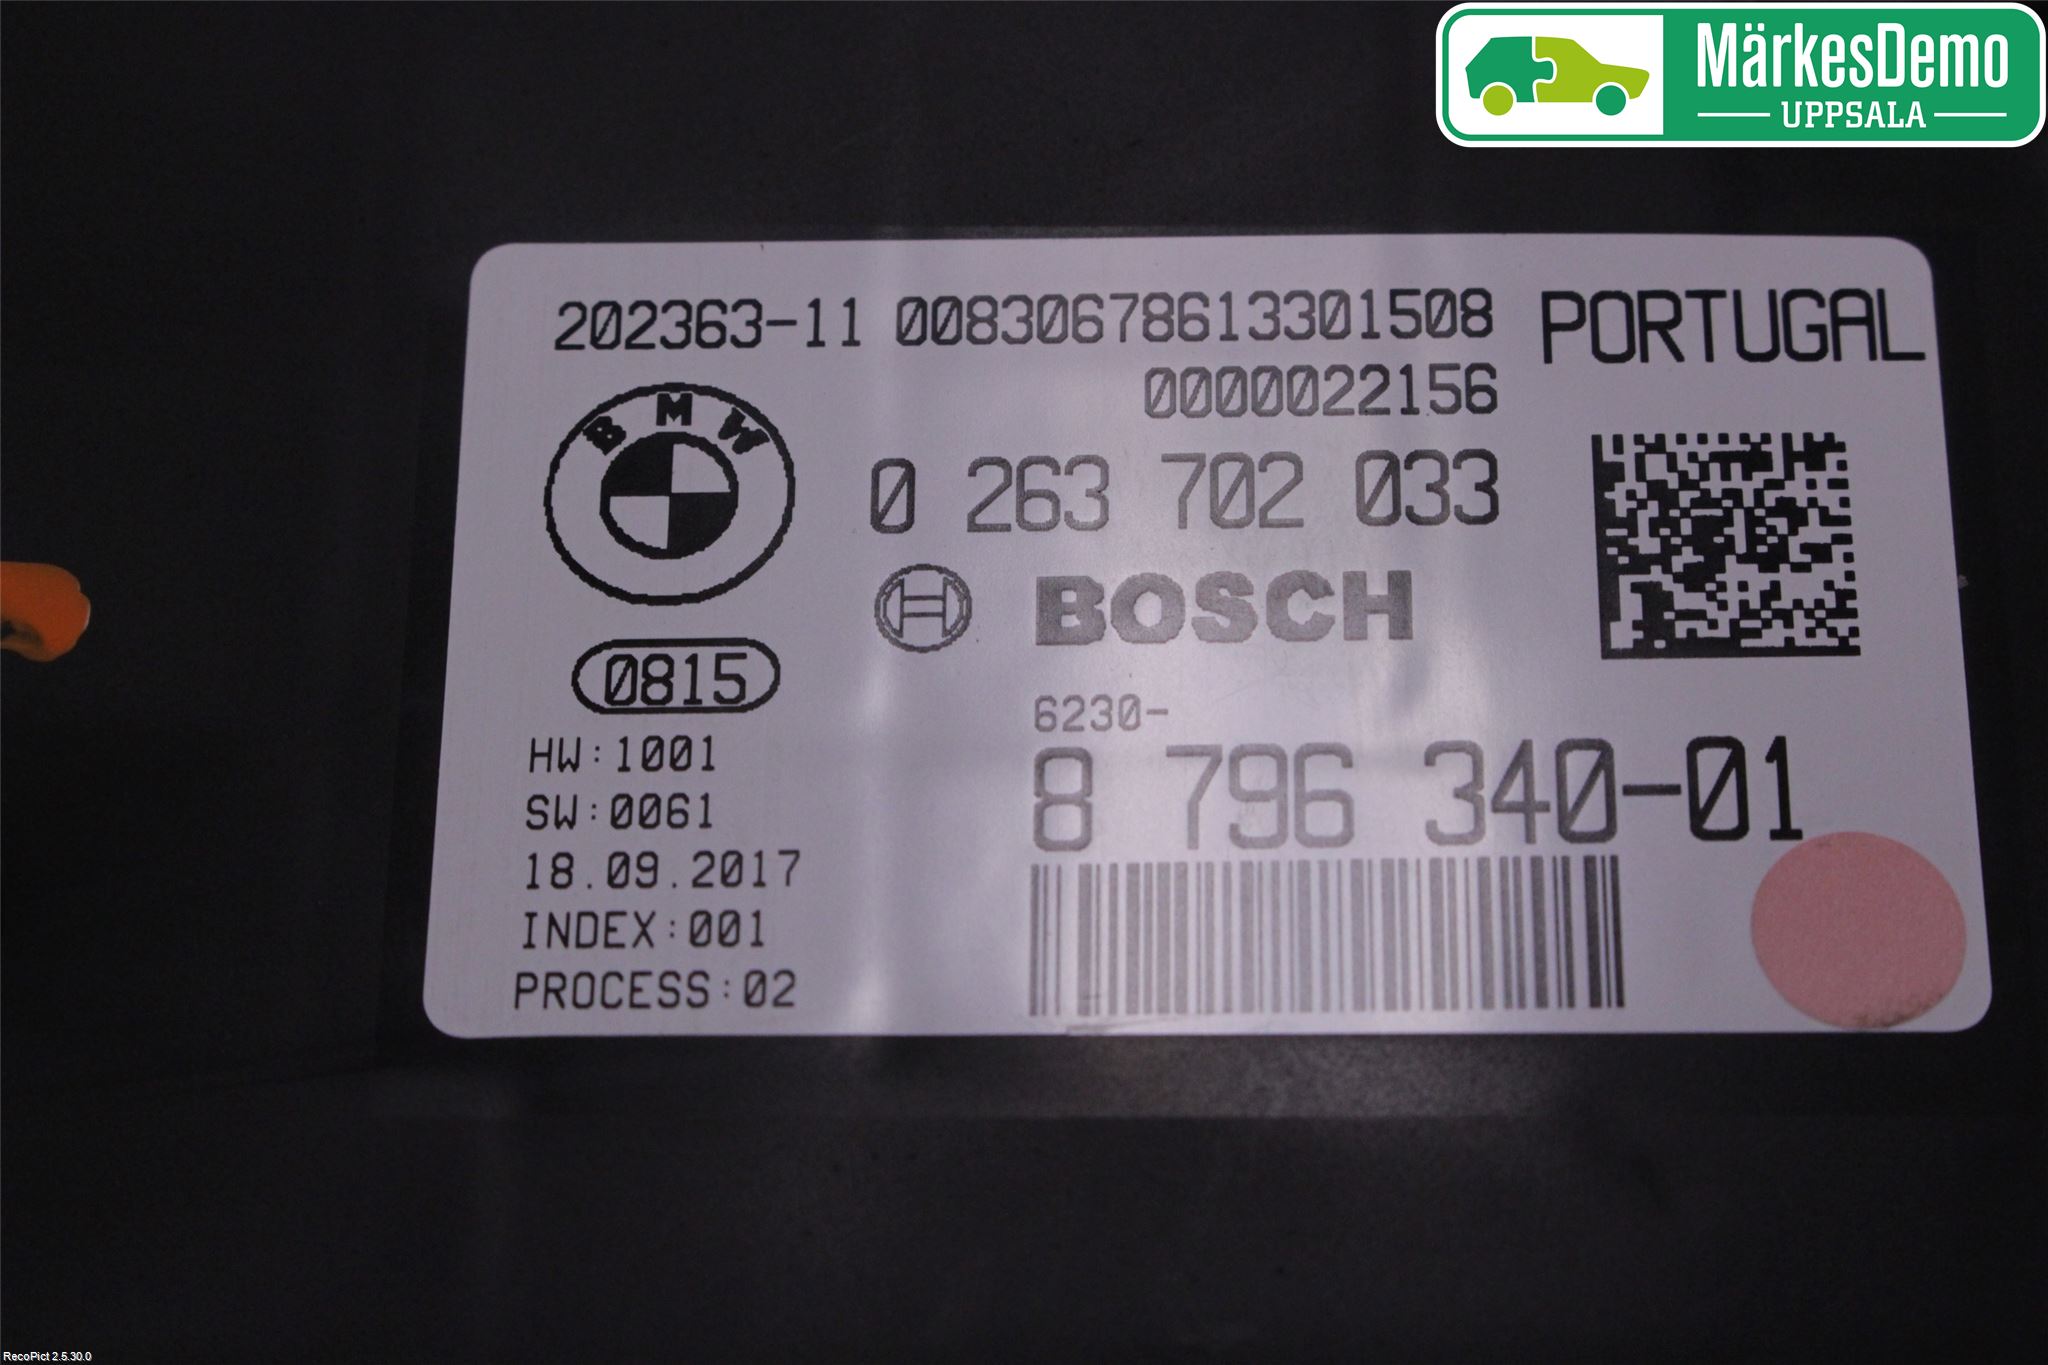 MärkesDemo
UPPSALA
202363-11 00830678613301508 PORTUGAL
0000022156
BMW
0 263 702 033
BOSCH
0815
6230-
8 796 340-01
HW:1001
SW:0061
18.09.2017
INDEX:001
PROCESS:02
RecoPict 2.5.30.0